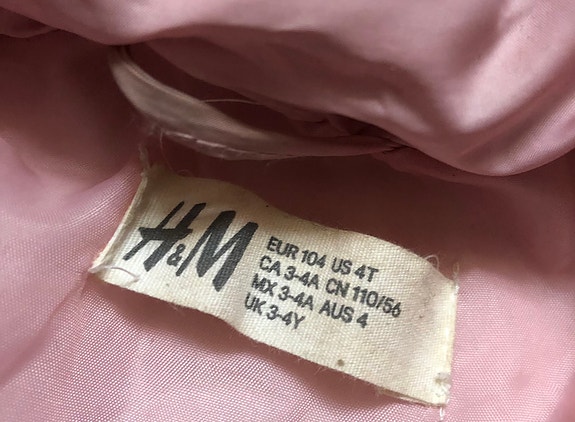 H&M
EUR 104 US 4T
CA 3-4A CN 110/56
MX 3-4A AUS 4
UK 3-4Y